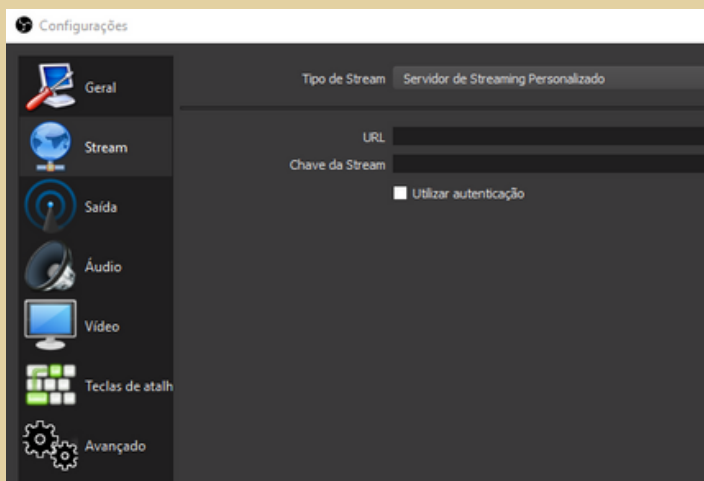 Configurações
Geral
Stream
Saída
Áudio
Vídeo
Teclas de atalh
Avançado
Tipo de Stream Servidor de Streaming Personalizado
URL
Chave da Stream
Utilizar autenticação